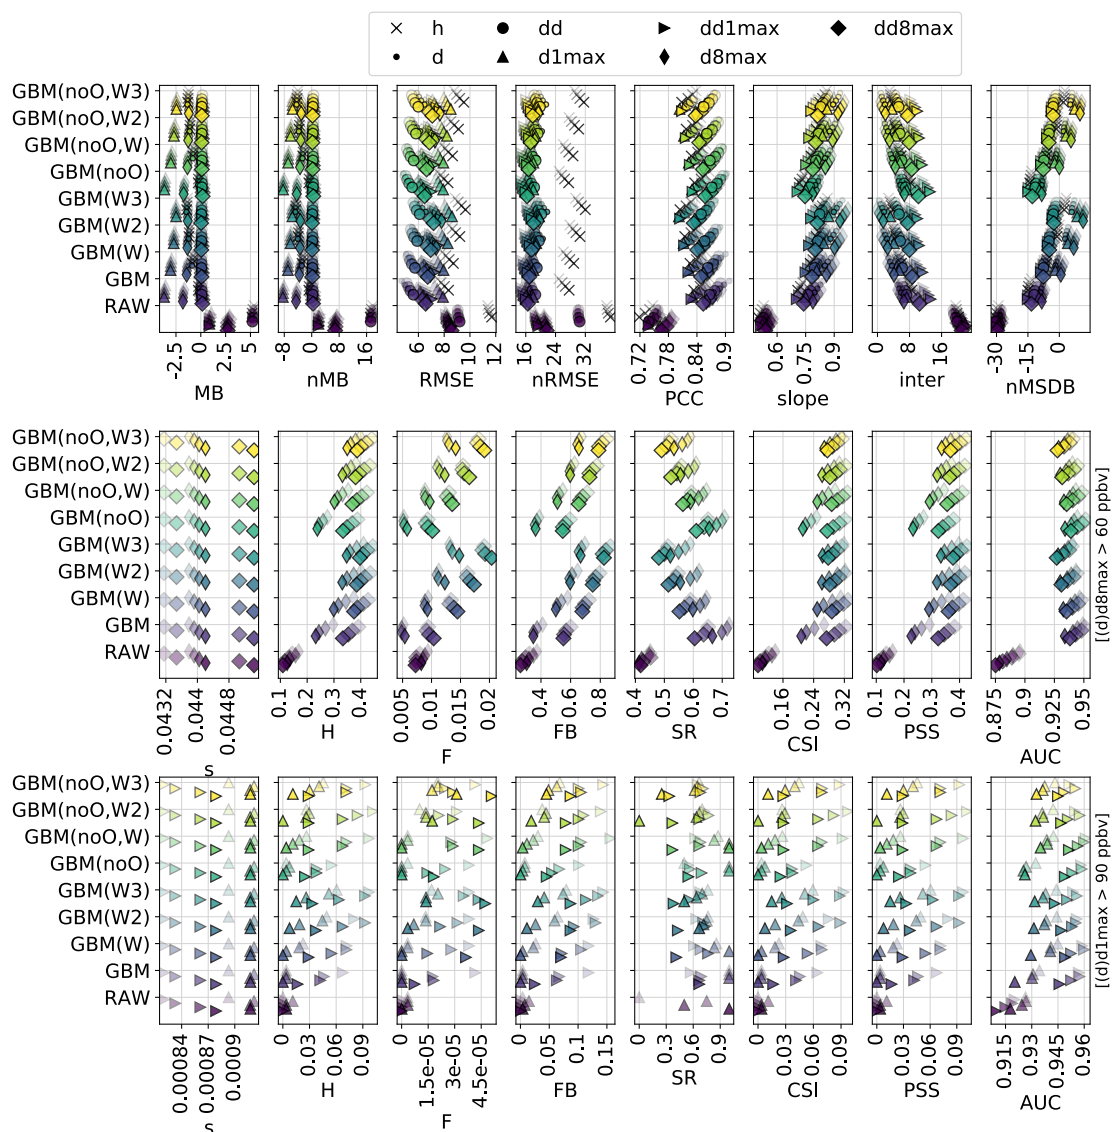 h dd dd1max dd8max
d d1max d8max
GBM(noO,W3)
GBM(noO,W2)
GBM(noO,W)
GBM(noO)
GBM(W3)
GBM(W2)
GBM(W)
GBM
RAW
-2.5 0 2.5 5
-8 0 8 16
6 8 10 12
16 24 32
0.72 0.78 0.84 0.9
0.6 0.75 0.9
0 8 16
-30 -15 0
MB nMB RMSE nRMSE PCC slope inter nMSDB
GBM(noO,W3)
GBM(noO,W2)
GBM(noO,W)
GBM(noO)
GBM(W3)
GBM(W2)
GBM(W)
GBM
RAW
[(d)d8max > 60 ppbv]
0.0432 0.044 0.0448
0.1 0.2 0.3 0.4
0.005 0.01 0.015 0.02
0.4 0.6 0.8
0.4 0.5 0.6 0.7
0.16 0.24 0.32
0.1 0.2 0.3 0.4
0.875 0.9 0.925 0.95
s H F FB SR CSI PSS AUC
GBM(noO,W3)
GBM(noO,W2)
GBM(noO,W)
GBM(noO)
GBM(W3)
GBM(W2)
GBM(W)
GBM
RAW
[(d)d1max > 90 ppbv]
0.00084 0.00087 0.0009
0 0.03 0.06 0.09
0 1.5e-05 3e-05 4.5e-05
0 0.05 0.1 0.15
0 0.3 0.6 0.9
0 0.03 0.06 0.09
0 0.03 0.06 0.09
0.915 0.93 0.945 0.96
s H F FB SR CSI PSS AUC